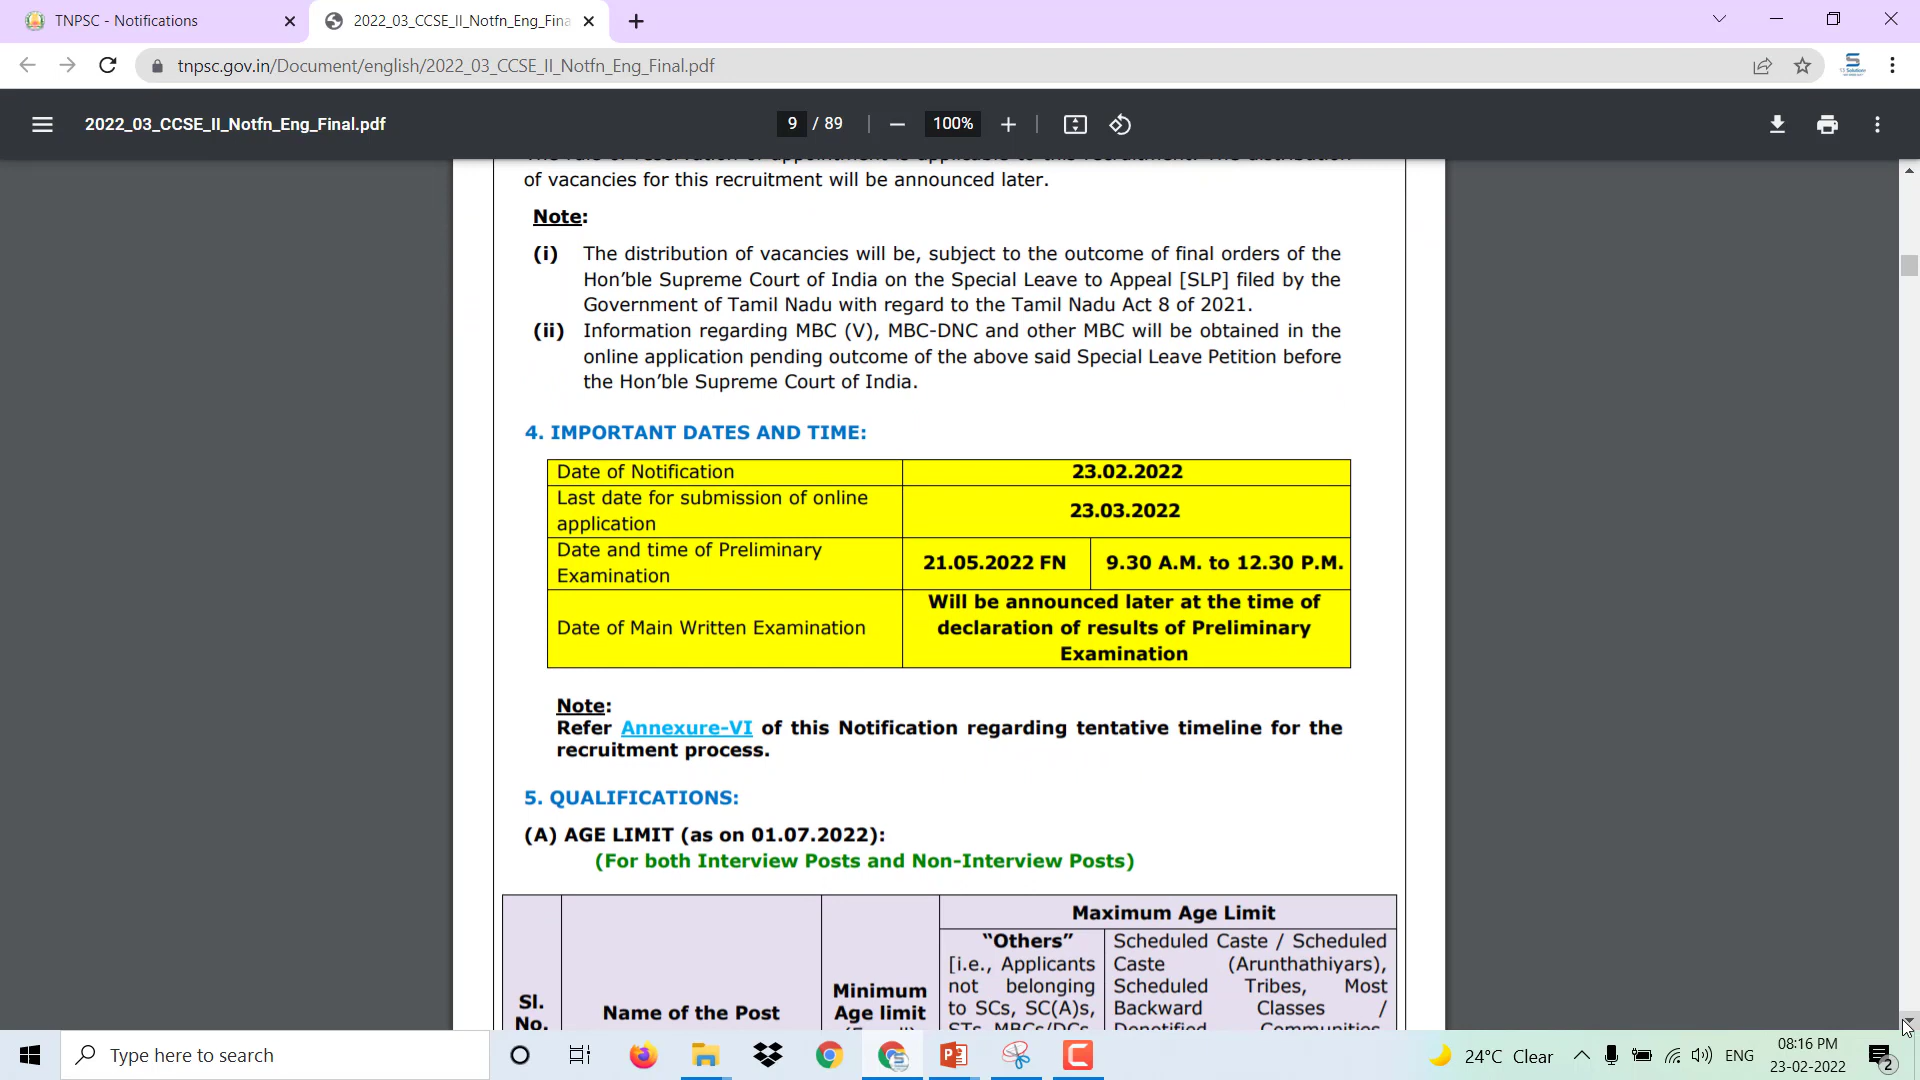 TNPSC - Notifications
2022_03_CCSE_II_Notfn_Eng_Fina
tnpsc.gov.in/Document/english/2022_03_CCSE_II_Notfn_Eng_Final.pdf
2022_03_CCSE_II_Notfn_Eng_Final.pdf
9 / 89
100%
of vacancies for this recruitment will be announced later.
Note:
(i) The distribution of vacancies will be, subject to the outcome of final orders of the
Hon’ble Supreme Court of India on the Special Leave to Appeal [SLP] filed by the
Government of Tamil Nadu with regard to the Tamil Nadu Act 8 of 2021.
(ii) Information regarding MBC (V), MBC-DNC and other MBC will be obtained in the
online application pending outcome of the above said Special Leave Petition before
the Hon’ble Supreme Court of India.
4. IMPORTANT DATES AND TIME:
Date of Notification 23.02.2022
Last date for submission of online
application
23.03.2022
Date and time of Preliminary
Examination
21.05.2022 FN 9.30 A.M. to 12.30 P.M.
Date of Main Written Examination
Will be announced later at the time of
declaration of results of Preliminary
Examination
Note:
Refer Annexure-VI of this Notification regarding tentative timeline for the
recruitment process.
5. QUALIFICATIONS:
(A) AGE LIMIT (as on 01.07.2022):
(For both Interview Posts and Non-Interview Posts)
Sl.
No.
Name of the Post
Minimum
Age limit
Maximum Age Limit
“Others”
[i.e., Applicants
not belonging
to SCs, SC(A)s,
STs, MBCs/DCs,
Scheduled Caste / Scheduled
Caste (Arunthathiyars),
Scheduled Tribes, Most
Backward Classes /
Denotified Communities,
Type here to search
24°C Clear
ENG
08:16 PM
23-02-2022
2